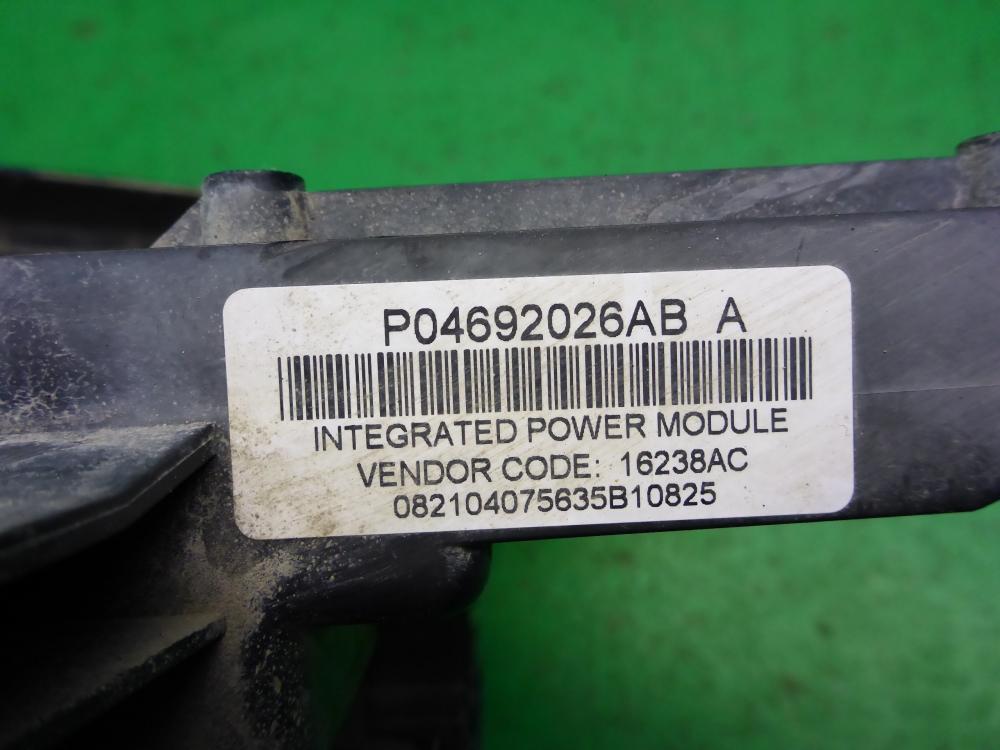 P04692026AB A
INTEGRATED POWER MODULE
VENDOR CODE: 16238AC
082104075635B10825